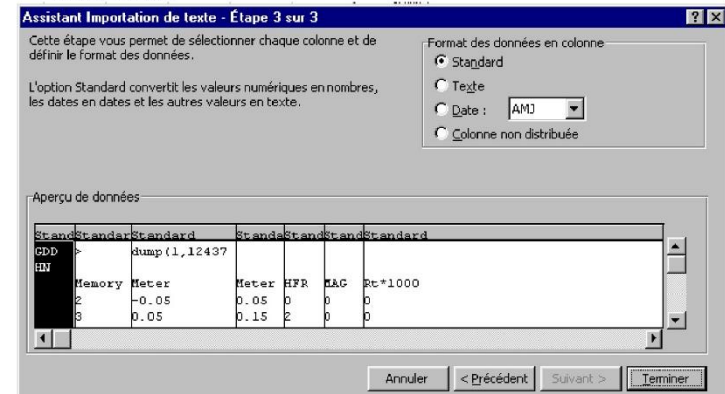 Assistant Importation de texte - Étape 3 sur 3
Cette étape vous permet de sélectionner chaque colonne et de
définir le format des données.
L'option Standard convertit les valeurs numériques en nombres,
les dates en dates et les autres valeurs en texte.
Format des données en colonne
Standard
Texte
Date : AMJ
Colonne non distribuée
Aperçu de données
Stand Standar Standard Standa Stand Stand Standard
GDD > dump(1,12437
HN
Memory Meter Meter HFR MAG Rt*1000
2 -0.05 0.05 0 0 0
3 0.05 0.15 2 0 0
Annuler < Précédent Suivant > Terminer